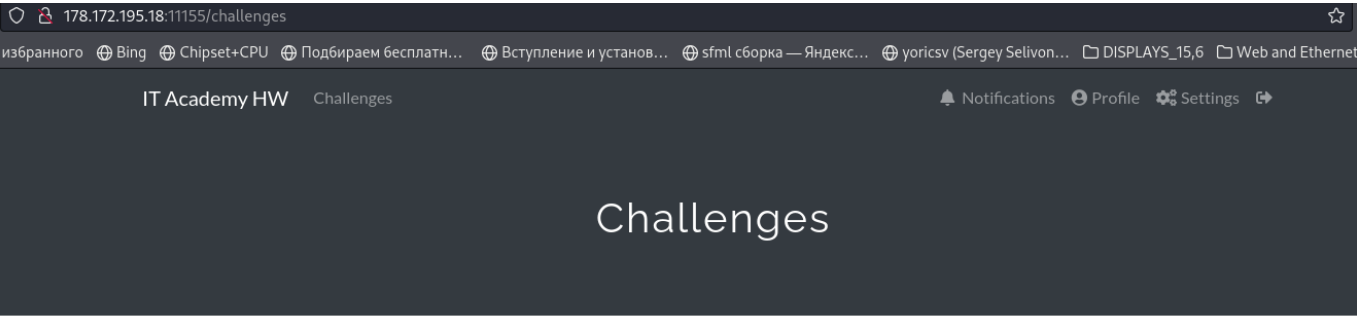 178.172.195.18:11155/challenges
избранного Bing Chipset+CPU Подбираем бесплатн... Вступление и установ... sfml сборка — Яндекс... yoricsv (Sergey Selivon... DISPLAYS_15,6 Web and Ethernet
IT Academy HW Challenges Notifications Profile Settings
Challenges